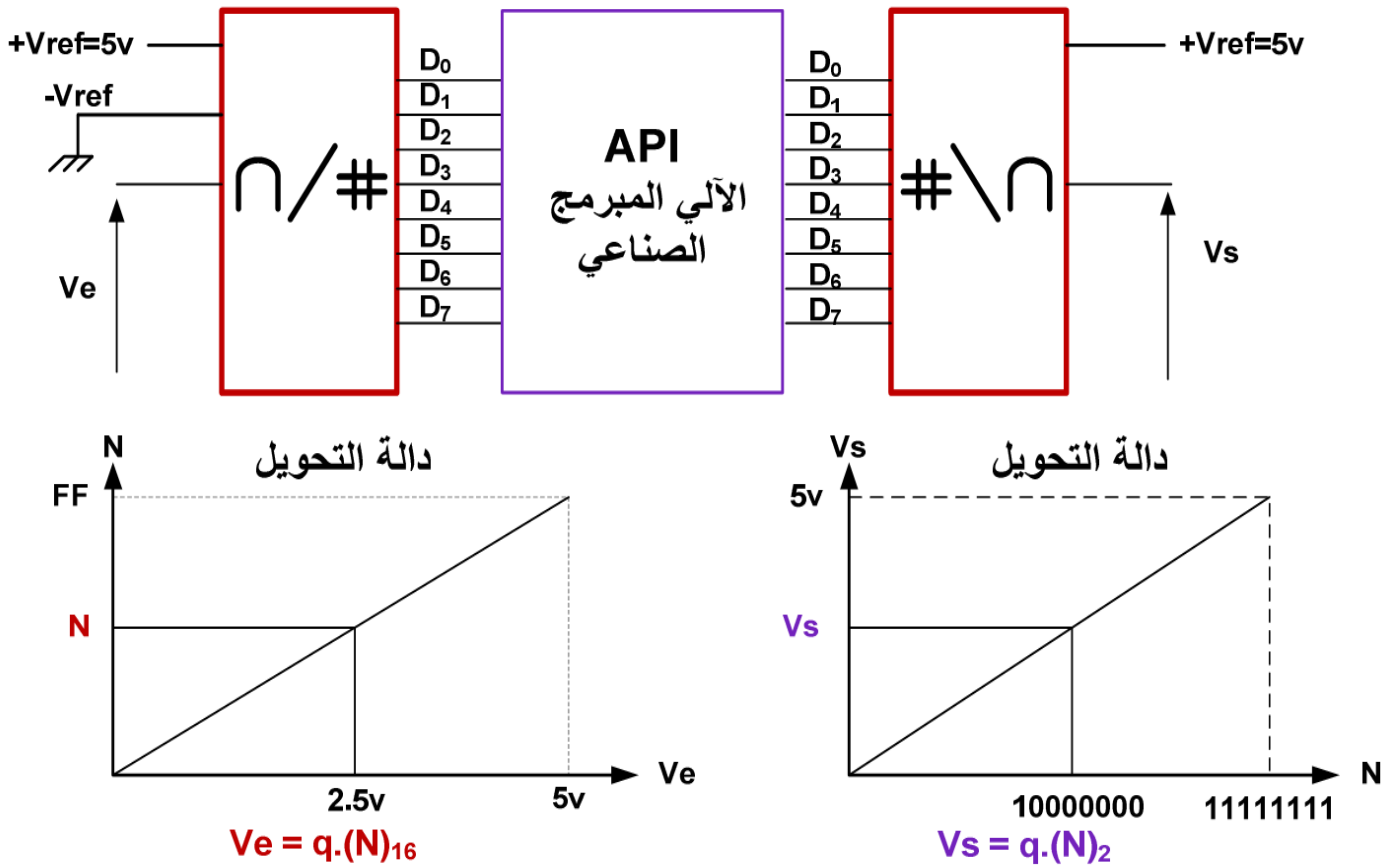 +Vref=5v
-Vref
Ve
∩/#
D₀
D₁
D₂
D₃
D₄
D₅
D₆
D₇
API
الآلي المبرمج
الصناعي
D₀
D₁
D₂
D₃
D₄
D₅
D₆
D₇
#\∩
+Vref=5v
Vs
دالة التحويل
N
FF
N
2.5v
5v
Ve
Ve = q.(N)₁₆
دالة التحويل
Vs
5v
Vs
10000000
11111111
N
Vs = q.(N)₂